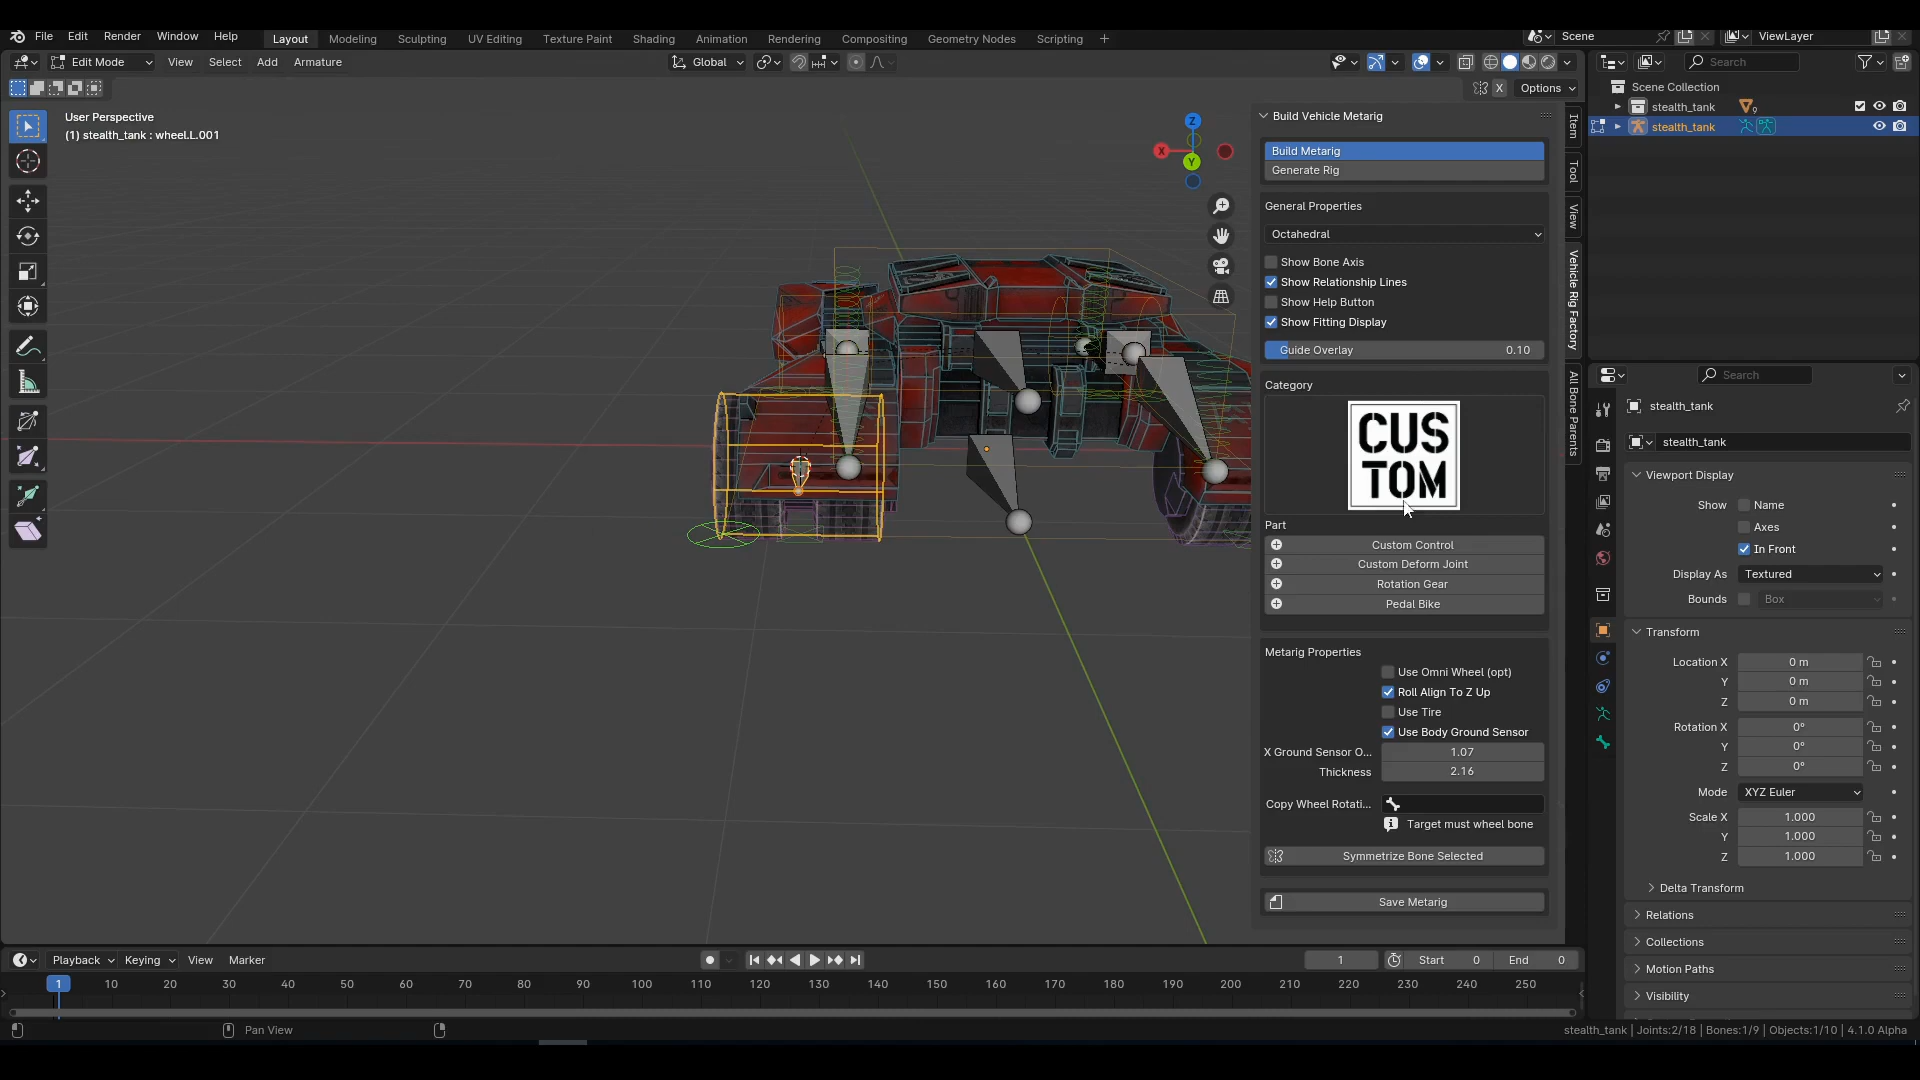 File Edit Render Window Help Layout Modeling Sculpting UV Editing Texture Paint Shading Animation Rendering Compositing Geometry Nodes Scripting + Scene ViewLayer
Edit Mode View Select Add Armature Global Search
X Options
User Perspective
(1) stealth_tank : wheel.L.001
Scene Collection
stealth_tank 9
stealth_tank
Z
X
Y
Item
Tool
View
Vehicle Rig Factory
All Bone Parents
Build Vehicle Metarig
Build Metarig
Generate Rig
General Properties
Octahedral
Show Bone Axis
Show Relationship Lines
Show Help Button
Show Fitting Display
Guide Overlay 0.10
Category
CUS
TOM
Part
Custom Control
Custom Deform Joint
Rotation Gear
Pedal Bike
Metarig Properties
Use Omni Wheel (opt)
Roll Align To Z Up
Use Tire
Use Body Ground Sensor
X Ground Sensor O... 1.07
Thickness 2.16
Copy Wheel Rotati...
Target must wheel bone
Symmetrize Bone Selected
Save Metarig
Search
stealth_tank
stealth_tank
Viewport Display
Show Name
Axes
In Front
Display As Textured
Bounds Box
Transform
Location X 0 m
Y 0 m
Z 0 m
Rotation X 0°
Y 0°
Z 0°
Mode XYZ Euler
Scale X 1.000
Y 1.000
Z 1.000
Delta Transform
Relations
Collections
Motion Paths
Visibility
Playback Keying View Marker 1 Start 0 End 0
1 10 20 30 40 50 60 70 80 90 100 110 120 130 140 150 160 170 180 190 200 210 220 230 240 250
Pan View
stealth_tank | Joints:2/18 | Bones:1/9 | Objects:1/10 | 4.1.0 Alpha